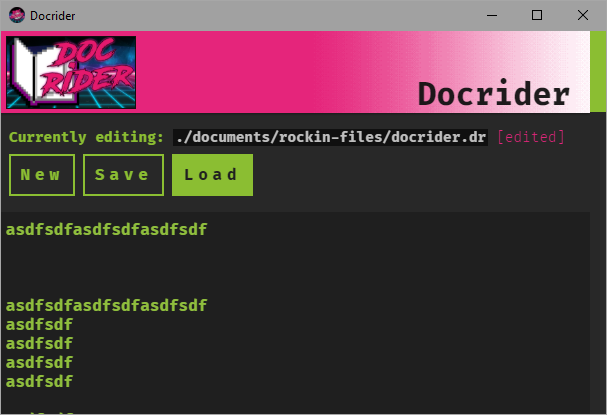 Docrider
DOC
RIDER
Docrider
Currently editing: ./documents/rockin-files/docrider.dr [edited]
New Save Load
asdfsdfasdfsdfasdfsdf
asdfsdfasdfsdfasdfsdf
asdfsdf
asdfsdf
asdfsdf
asdfsdf